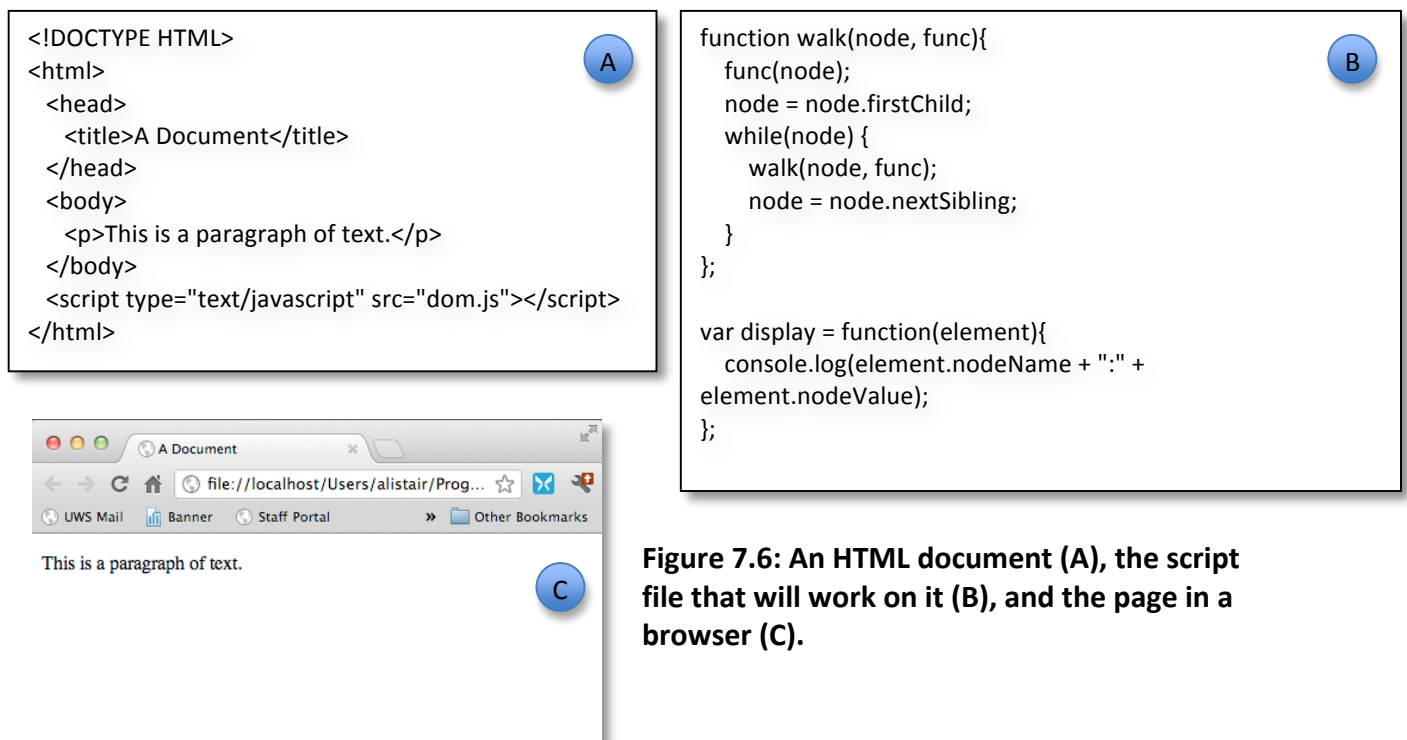 <!DOCTYPE HTML>
<html>
<head>
<title>A Document</title>
</head>
<body>
<p>This is a paragraph of text.</p>
</body>
<script type="text/javascript" src="dom.js"></script>
</html>
A
function walk(node, func){
func(node);
node = node.firstChild;
while(node) {
walk(node, func);
node = node.nextSibling;
}
};
var display = function(element){
console.log(element.nodeName + ":" +
element.nodeValue);
};
B
A Document
file://localhost/Users/alistair/Prog...
UWS Mail Banner Staff Portal » Other Bookmarks
This is a paragraph of text.
C
Figure 7.6: An HTML document (A), the script
file that will work on it (B), and the page in a
browser (C).